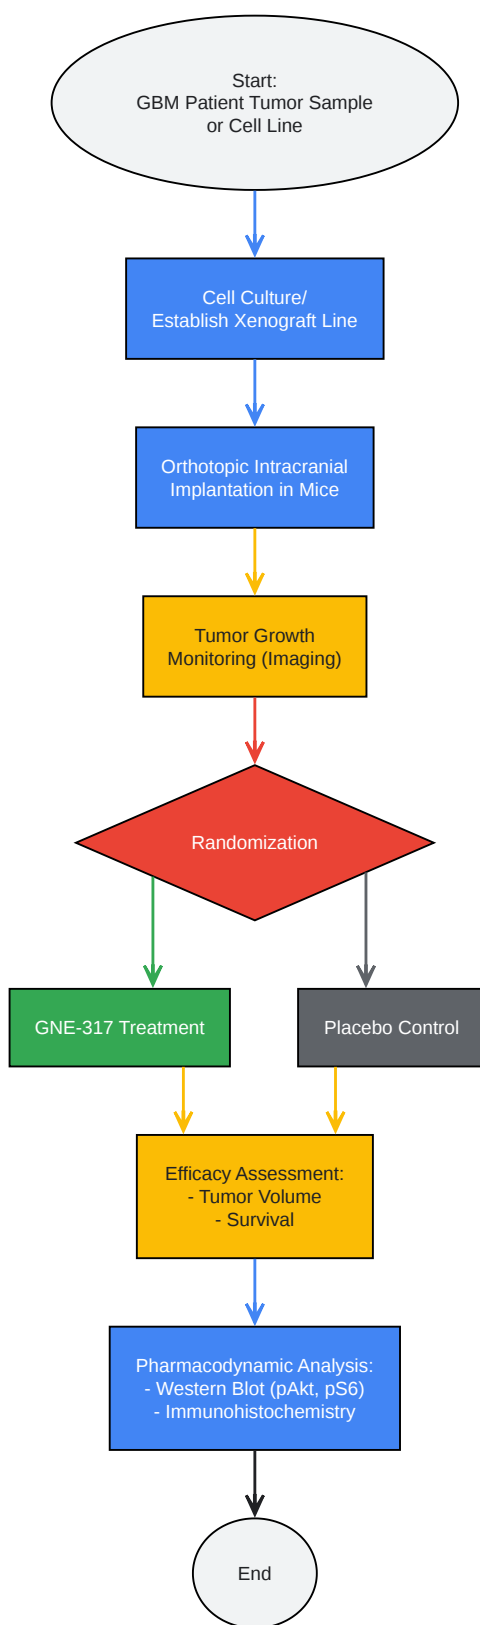 Start:
GBM Patient Tumor Sample
or Cell Line
Cell Culture/
Establish Xenograft Line
Orthotopic Intracranial
Implantation in Mice
Tumor Growth
Monitoring (Imaging)
Randomization
GNE-317 Treatment
Placebo Control
Efficacy Assessment:
- Tumor Volume
- Survival
Pharmacodynamic Analysis:
- Western Blot (pAkt, pS6)
- Immunohistochemistry
End